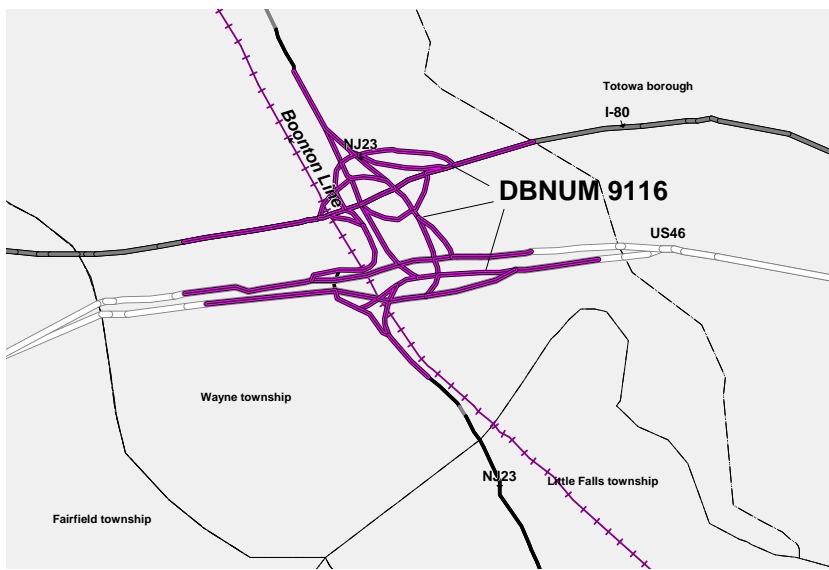 Totowa borough
I-80
Boonton Line
NJ23
DBNUM 9116
US46
Wayne township
NJ23
Little Falls township
Fairfield township